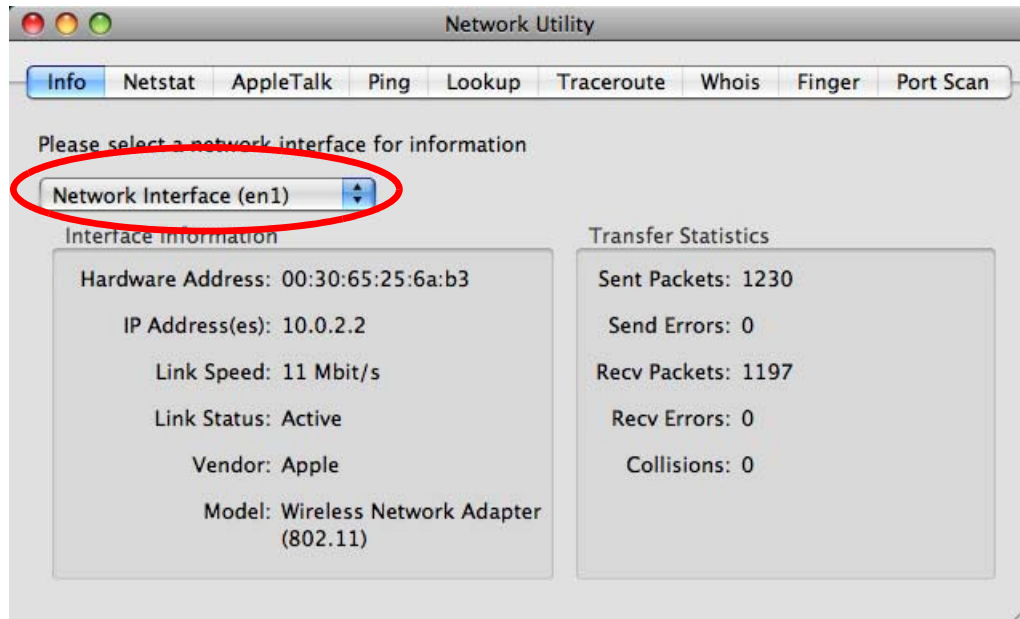 Network Utility
Info Netstat AppleTalk Ping Lookup Traceroute Whois Finger Port Scan
Please select a network interface for information
Network Interface (en1)
Interface Information
Hardware Address: 00:30:65:25:6a:b3
IP Address(es): 10.0.2.2
Link Speed: 11 Mbit/s
Link Status: Active
Vendor: Apple
Model: Wireless Network Adapter
(802.11)
Transfer Statistics
Sent Packets: 1230
Send Errors: 0
Recv Packets: 1197
Recv Errors: 0
Collisions: 0